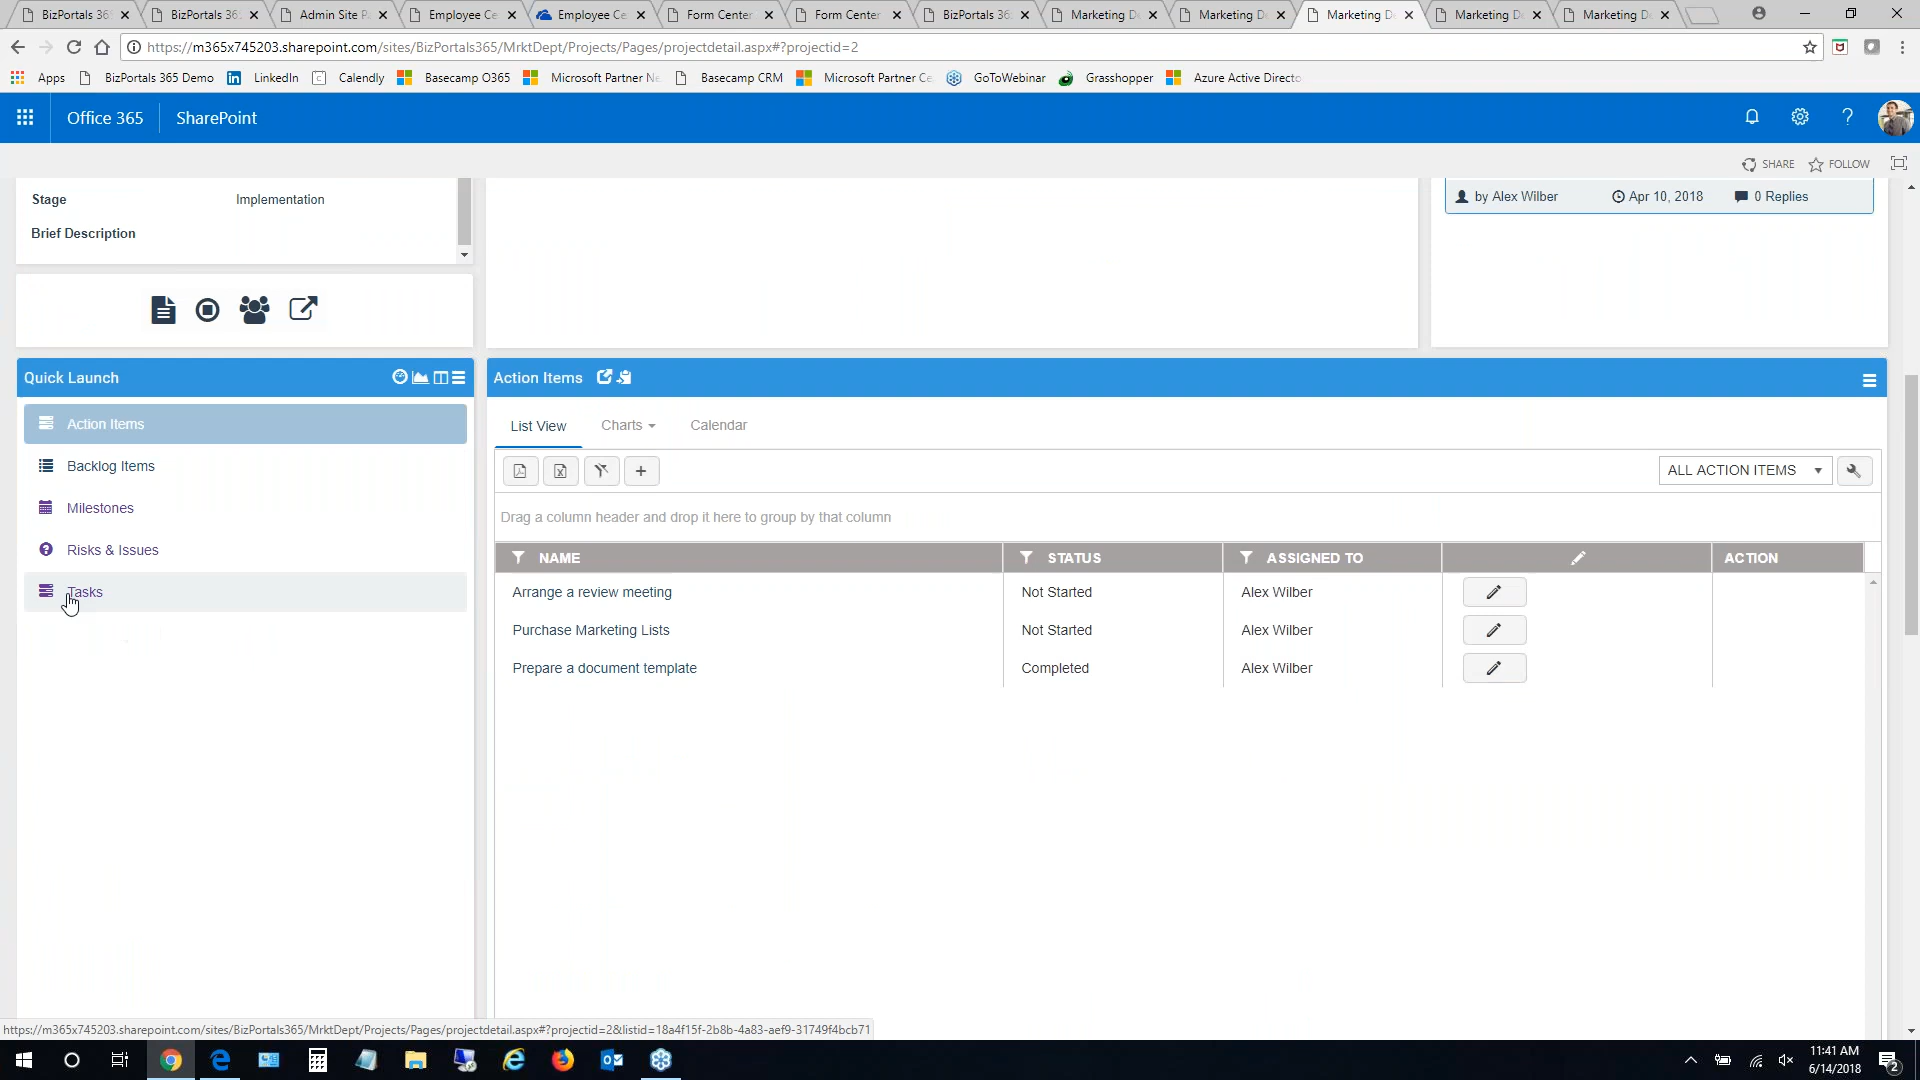 BizPortals 36 BizPortals 36 Admin Site P Employee Ce Employee Ce Form Center Form Center BizPortals 36 Marketing D Marketing D Marketing D Marketing D Marketing D
https://m365x745203.sharepoint.com/sites/BizPortals365/MrktDept/Projects/Pages/projectdetail.aspx#?projectid=2
Apps BizPortals 365 Demo LinkedIn Calendly Basecamp O365 Microsoft Partner Ne Basecamp CRM Microsoft Partner Ce GoToWebinar Grasshopper Azure Active Directo
Office 365 SharePoint
SHARE FOLLOW
Stage Implementation
by Alex Wilber Apr 10, 2018 0 Replies
Brief Description
Quick Launch
Action Items
Action Items
Backlog Items
Milestones
Risks & Issues
Tasks
List View Charts Calendar
ALL ACTION ITEMS
Drag a column header and drop it here to group by that column
NAME STATUS ASSIGNED TO ACTION
Arrange a review meeting Not Started Alex Wilber
Purchase Marketing Lists Not Started Alex Wilber
Prepare a document template Completed Alex Wilber
https://m365x745203.sharepoint.com/sites/BizPortals365/MrktDept/Projects/Pages/projectdetail.aspx#?projectid=2&listid=18a4f15f-2b8b-4a83-aef9-31749f4bcb71
11:41 AM
6/14/2018
2